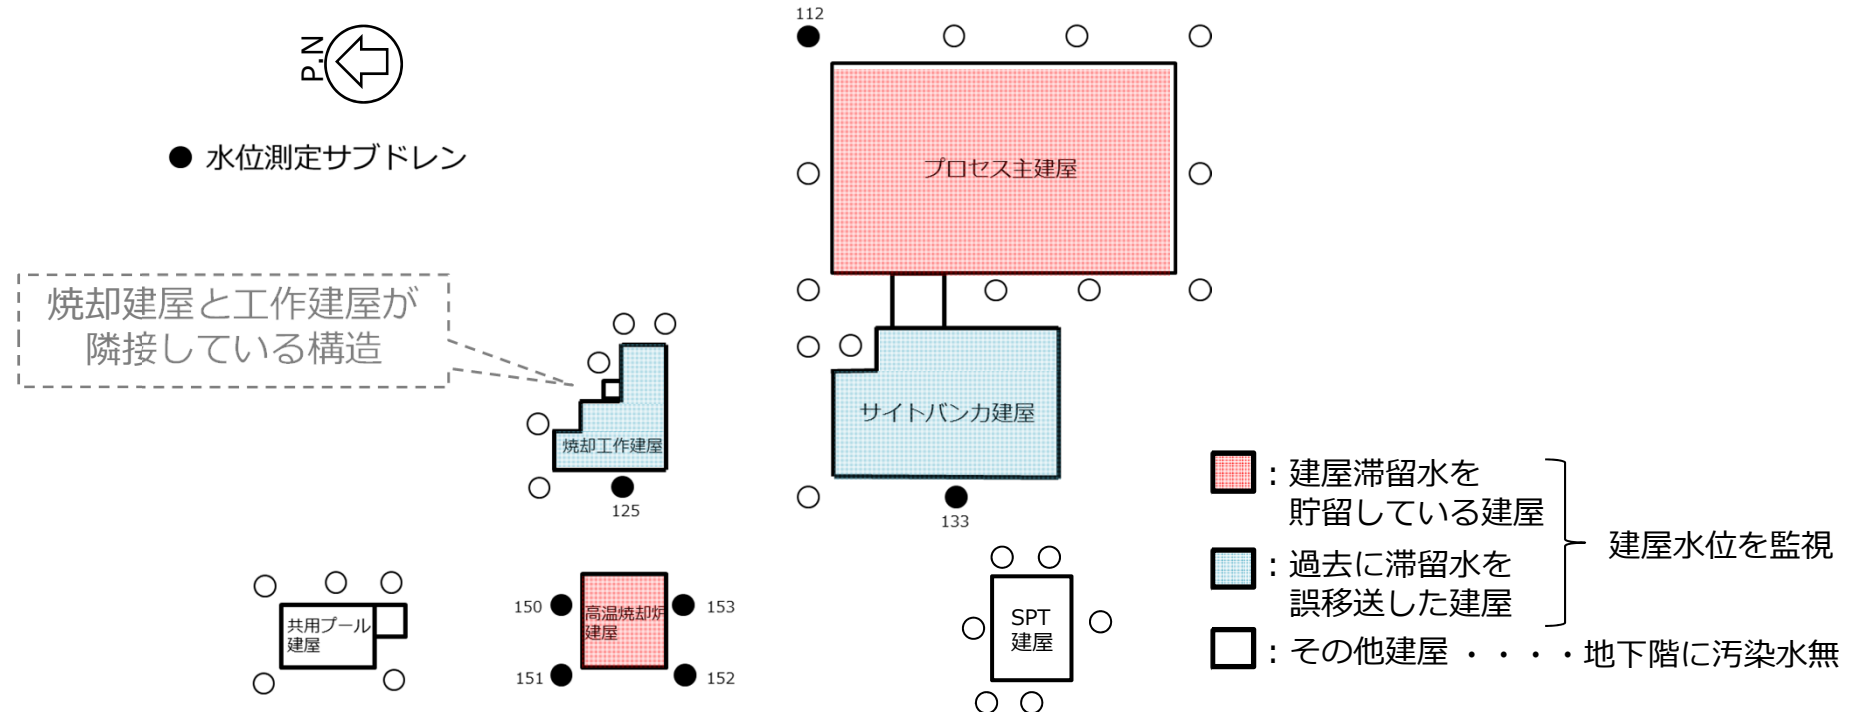 112
P.N
● 水位測定サブドレン
プロセス主建屋
焼却建屋と工作建屋が
隣接している構造
サイトバンカ建屋
焼却工作建屋
125
133
：建屋滞留水を
貯留している建屋
建屋水位を監視
：過去に滞留水を
誤移送した建屋
：その他建屋 ・・・・地下階に汚染水無
共用プール
建屋
150
高温焼却炉
建屋
153
151
152
SPT
建屋